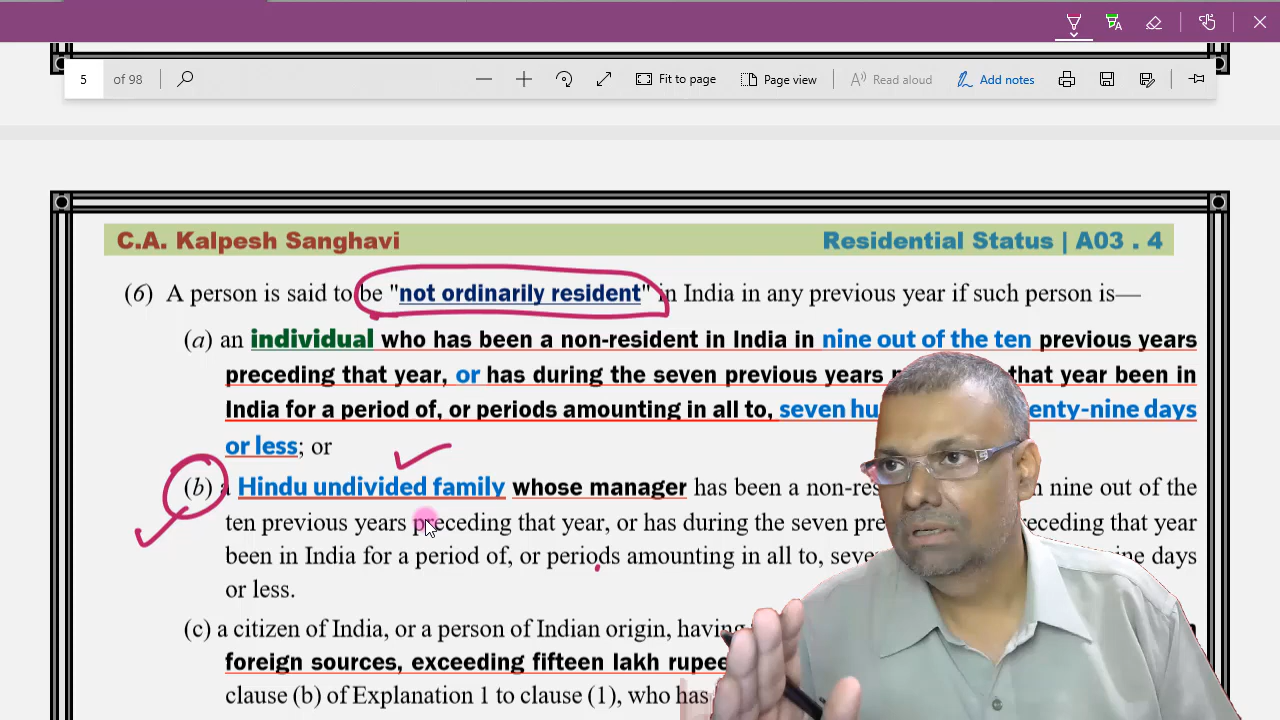 5 of 98 Fit to page Page view Read aloud Add notes
C.A. Kalpesh Sanghavi Residential Status | A03 . 4
(6) A person is said to be "not ordinarily resident" in India in any previous year if such person is—
(a) an individual who has been a non-resident in India in nine out of the ten previous years
preceding that year, or has during the seven previous years that year been in
India for a period of, or periods amounting in all to, seven
or less; or
(b) a Hindu undivided family whose manager has been a nine out of the
ten previous years preceding that year, or has during the seven that year
been in India for a period of, or periods amounting in all to, days
or less.
(c) a citizen of India, or a person of Indian origin, having
foreign sources, exceeding fifteen lakh
clause (b) of Explanation 1 to clause (1), who has